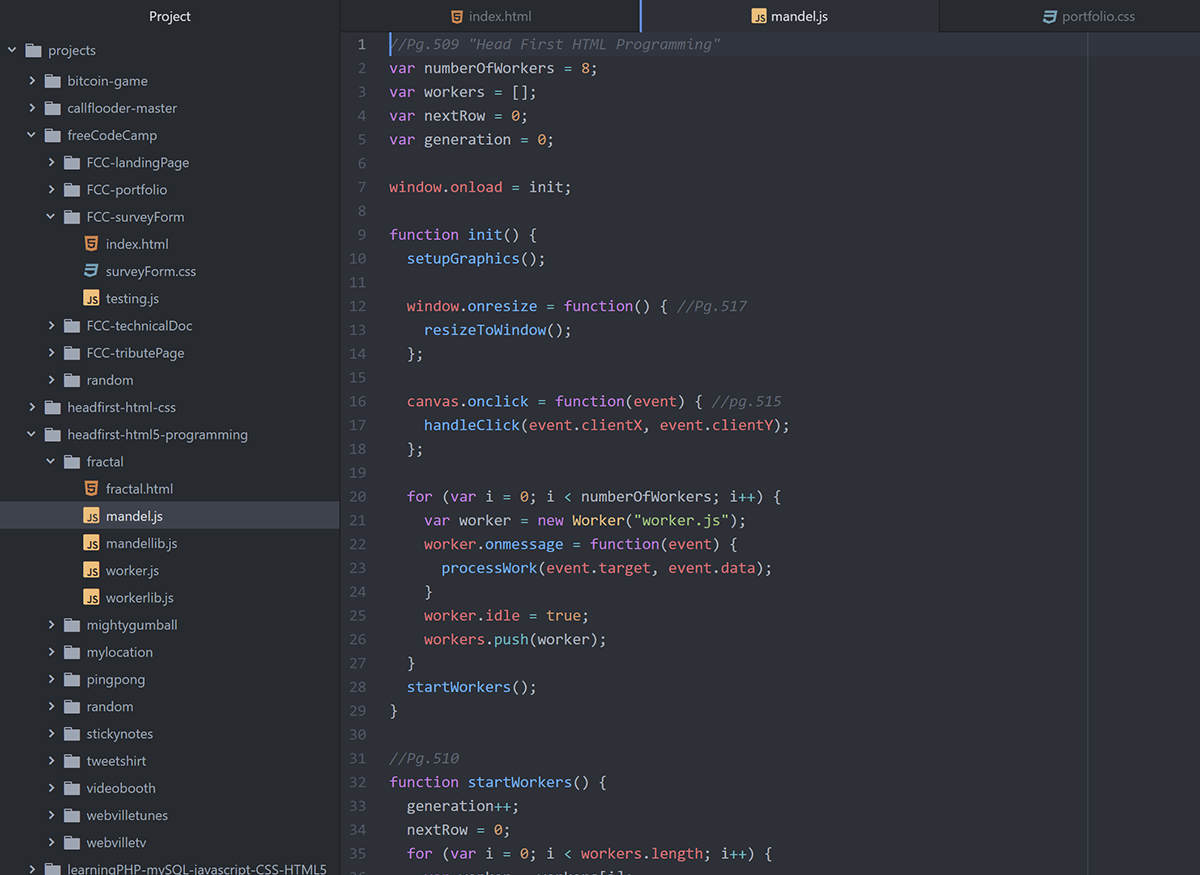 Project
projects
bitcoin-game
callflooder-master
freeCodeCamp
FCC-landingPage
FCC-portfolio
FCC-surveyForm
index.html
surveyForm.css
testing.js
FCC-technicalDoc
FCC-tributePage
random
headfirst-html-css
headfirst-html5-programming
fractal
fractal.html
mandel.js
mandellib.js
worker.js
workerlib.js
mightygumball
mylocation
pingpong
random
stickynotes
tweetshirt
videobooth
webvilletunes
webvilletv
learningPHP-mySQL-javascript-CSS-HTML5
index.html
mandel.js
portfolio.css
1 //Pg.509 "Head First HTML Programming"
2 var numberOfWorkers = 8;
3 var workers = [];
4 var nextRow = 0;
5 var generation = 0;
6
7 window.onload = init;
8
9 function init() {
10   setupGraphics();
11
12   window.onresize = function() { //Pg.517
13     resizeToWindow();
14   };
15
16   canvas.onclick = function(event) { //pg.515
17     handleClick(event.clientX, event.clientY);
18   };
19
20   for (var i = 0; i < numberOfWorkers; i++) {
21     var worker = new Worker("worker.js");
22     worker.onmessage = function(event) {
23       processWork(event.target, event.data);
24     }
25     worker.idle = true;
26     workers.push(worker);
27   }
28   startWorkers();
29 }
30
31 //Pg.510
32 function startWorkers() {
33   generation++;
34   nextRow = 0;
35   for (var i = 0; i < workers.length; i++) {
36     var worker = workers[i];